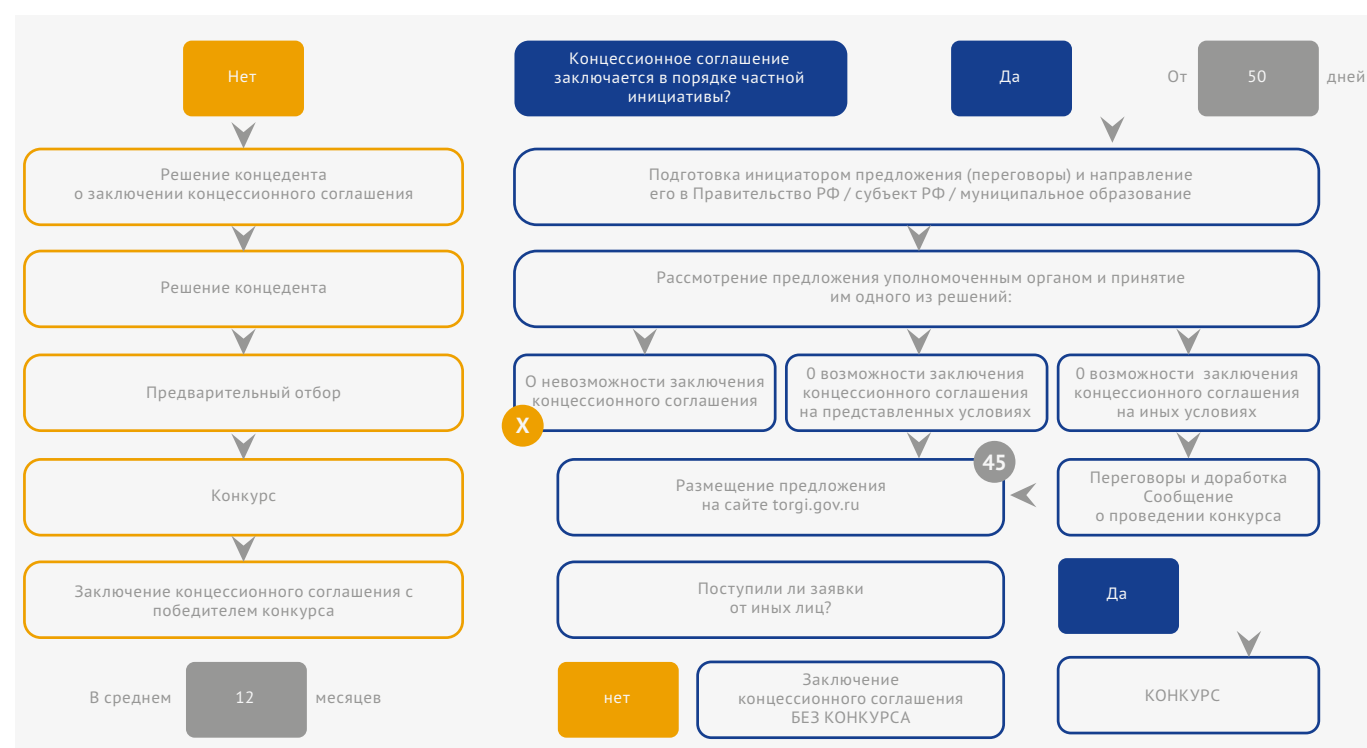 Нет
Концессионное соглашение
заключается в порядке частной
инициативы?
Да
От 50 дней
Решение концедента
о заключении концессионного соглашения
Решение концедента
Предварительный отбор
Конкурс
Заключение концессионного соглашения с
победителем конкурса
В среднем 12 месяцев
Подготовка инициатором предложения (переговоры) и направление
его в Правительство РФ / субъект РФ / муниципальное образование
Рассмотрение предложения уполномоченным органом и принятие
им одного из решений:
О невозможности заключения
концессионного соглашения
X
0 возможности заключения
концессионного соглашения
на представленных условиях
0 возможности заключения
концессионного соглашения
на иных условиях
45
Размещение предложения
на сайте torgi.gov.ru
Переговоры и доработка
Сообщение
о проведении конкурса
Поступили ли заявки
от иных лиц?
Да
нет
Заключение
концессионного соглашения
БЕЗ КОНКУРСА
КОНКУРС